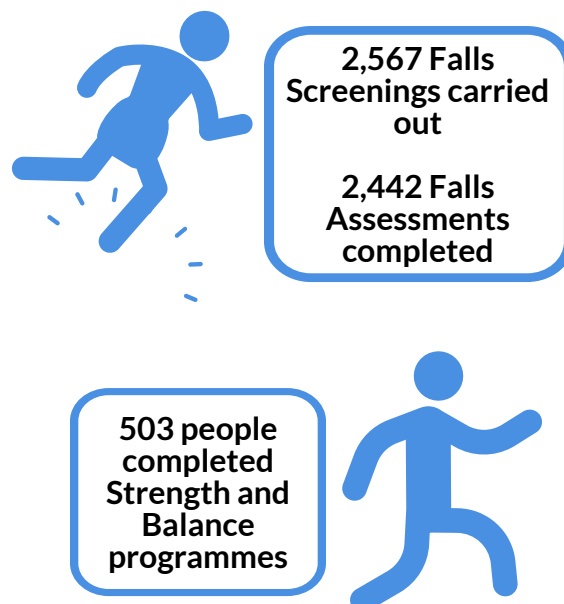 2,567 Falls
Screenings carried
out
2,442 Falls
Assessments
completed
503 people
completed
Strength and
Balance
programmes